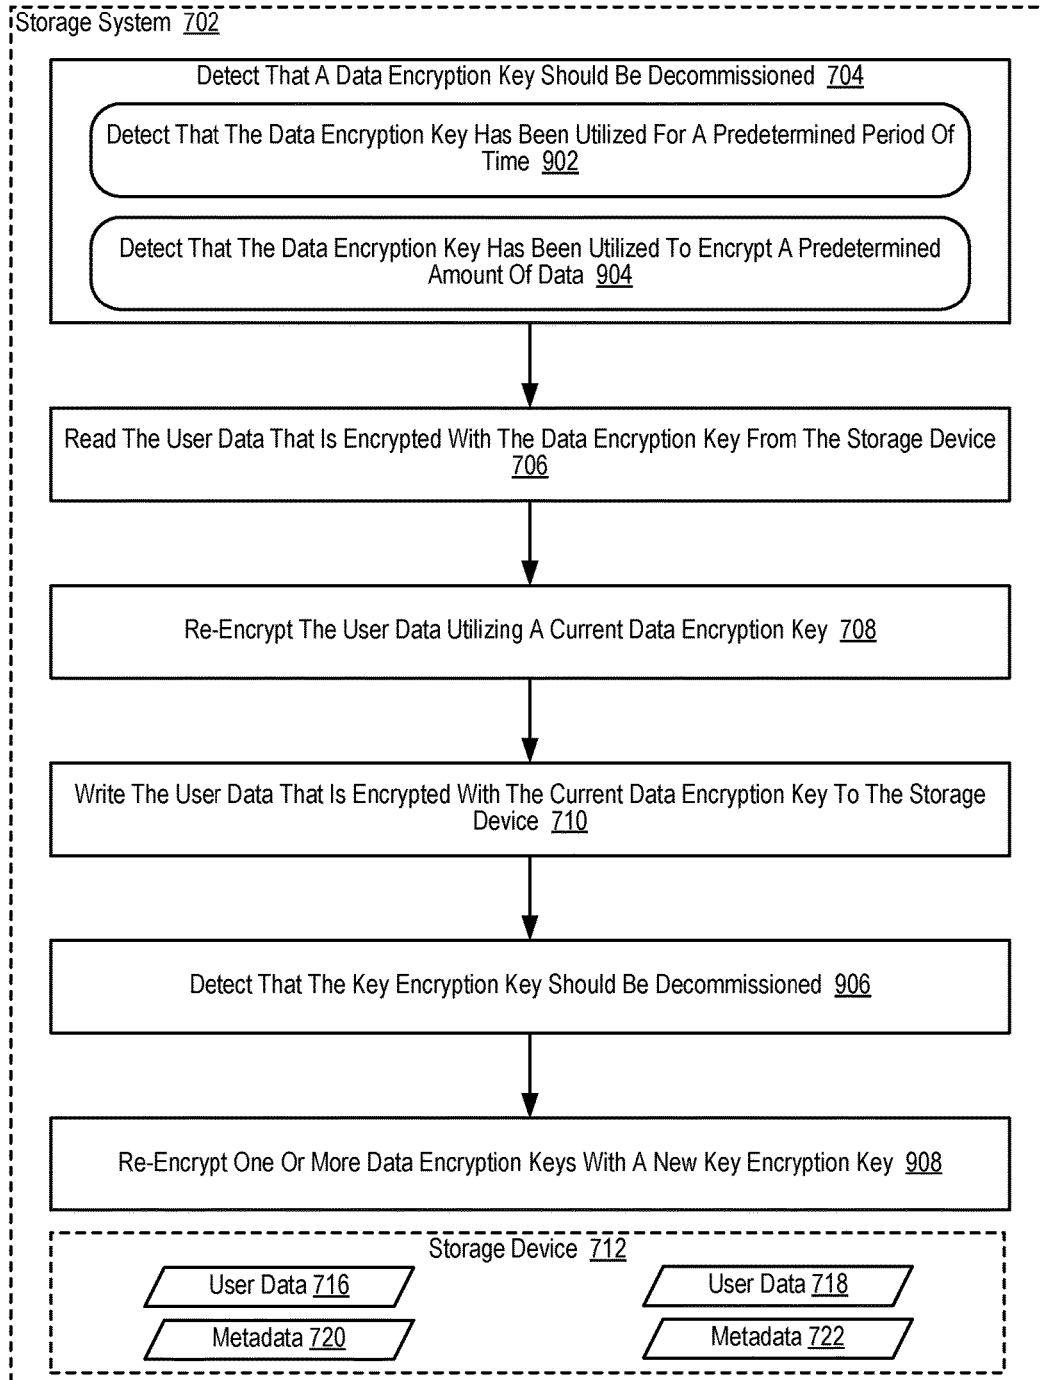 Storage System 702
Detect That A Data Encryption Key Should Be Decommissioned 704
Detect That The Data Encryption Key Has Been Utilized For A Predetermined Period Of
Time 902
Detect That The Data Encryption Key Has Been Utilized To Encrypt A Predetermined
Amount Of Data 904
Read The User Data That Is Encrypted With The Data Encryption Key From The Storage Device
706
Re-Encrypt The User Data Utilizing A Current Data Encryption Key 708
Write The User Data That Is Encrypted With The Current Data Encryption Key To The Storage
Device 710
Detect That The Key Encryption Key Should Be Decommissioned 906
Re-Encrypt One Or More Data Encryption Keys With A New Key Encryption Key 908
Storage Device 712
User Data 716
User Data 718
Metadata 720
Metadata 722